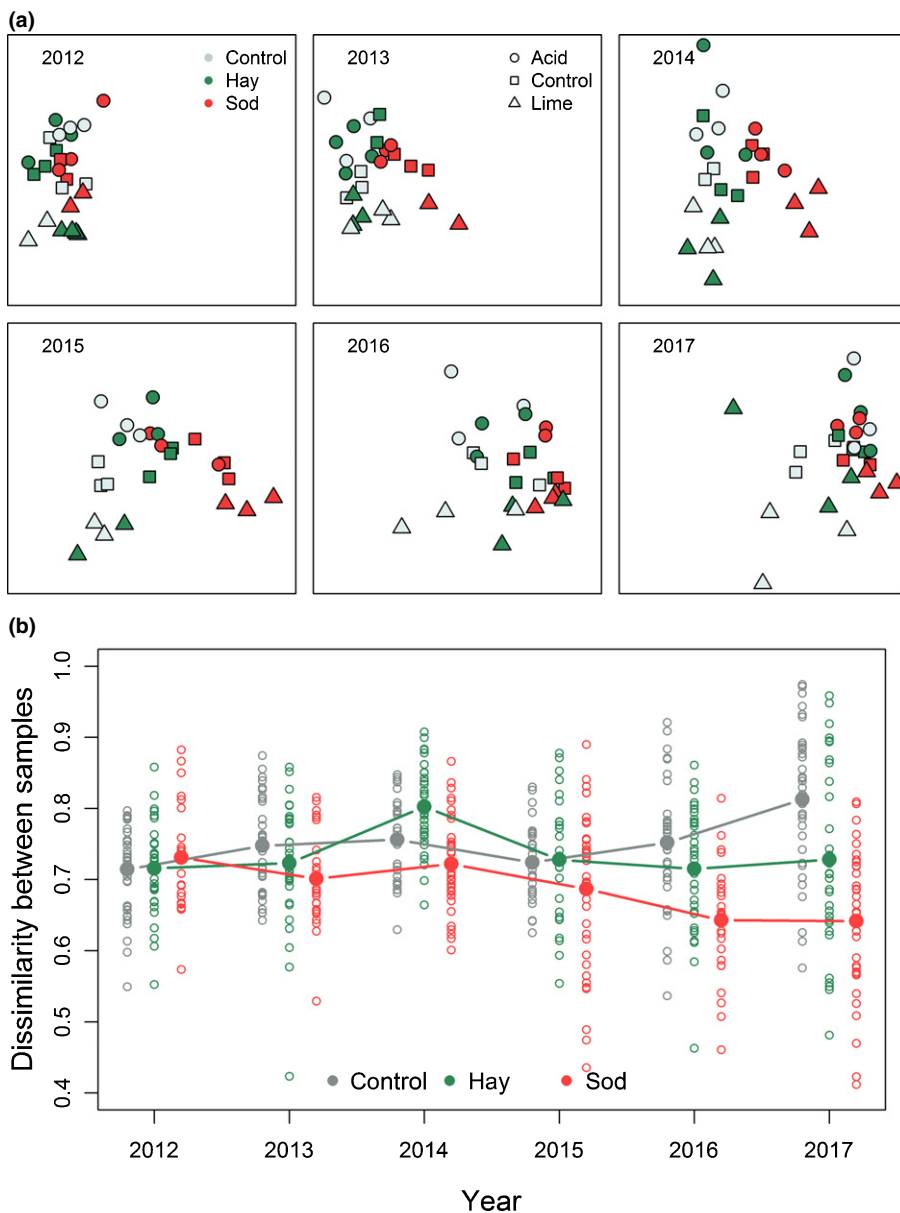 (a)
2012
Control
Hay
Sod
2013
Acid
Control
Lime
2014
2015
2016
2017
(b)
Dissimilarity between samples
1.0
0.9
0.8
0.7
0.6
0.5
0.4
Control Hay Sod
2012 2013 2014 2015 2016 2017
Year